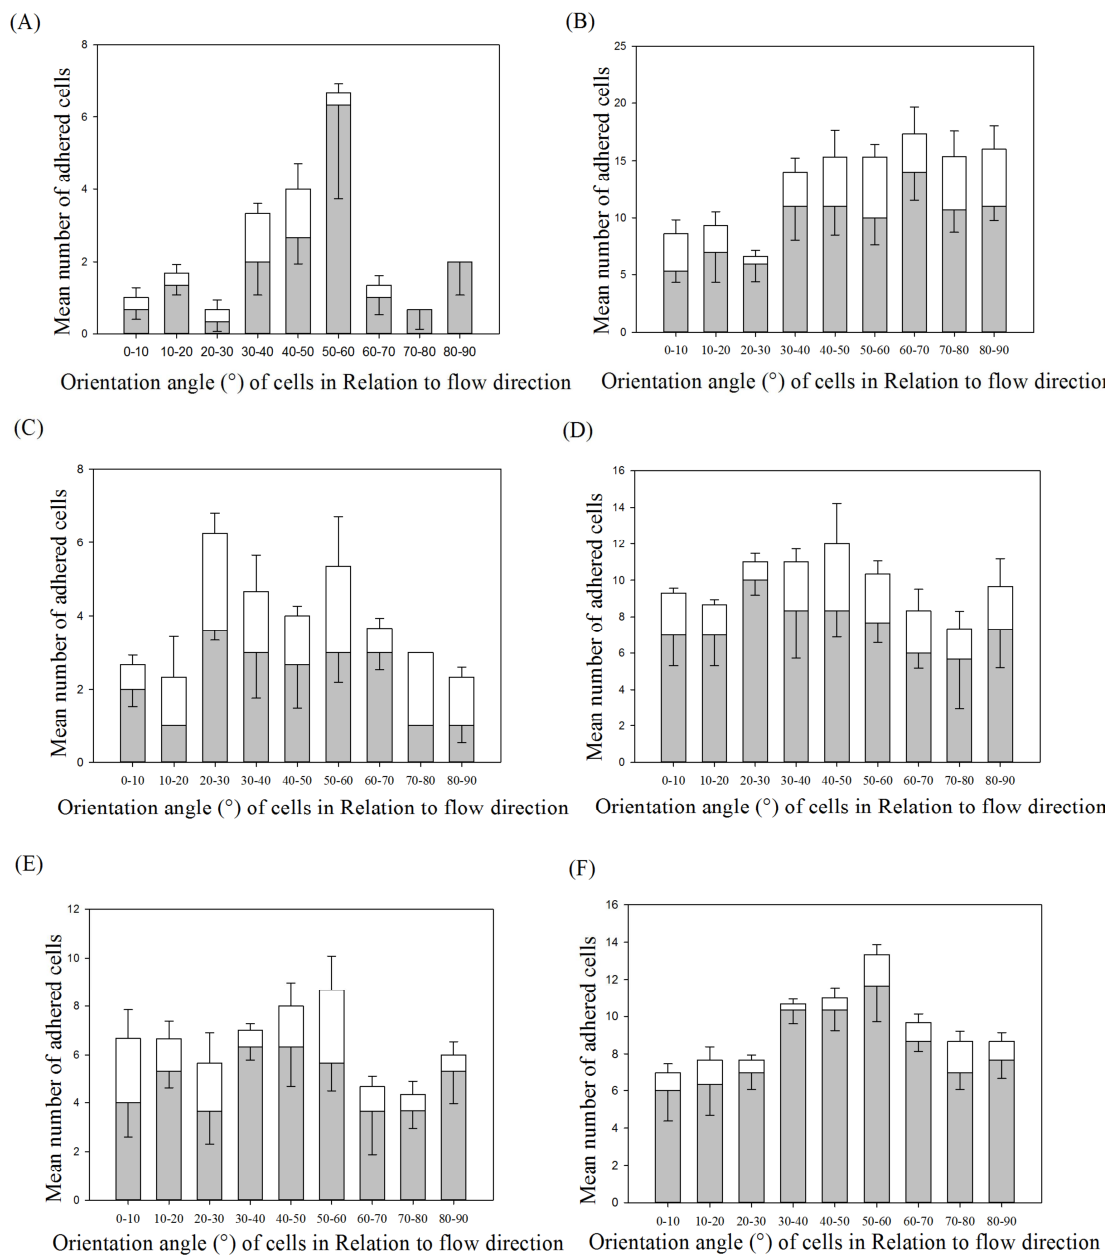 (A)
8
6
4
2
0
Mean number of adhered cells
0-10 10-20 20-30 30-40 40-50 50-60 60-70 70-80 80-90
Orientation angle (°) of cells in Relation to flow direction
(B)
25
20
15
10
5
0
Mean number of adhered cells
0-10 10-20 20-30 30-40 40-50 50-60 60-70 70-80 80-90
Orientation angle (°) of cells in Relation to flow direction
(C)
8
6
4
2
0
Mean number of adhered cells
0-10 10-20 20-30 30-40 40-50 50-60 60-70 70-80 80-90
Orientation angle (°) of cells in Relation to flow direction
(D)
16
14
12
10
8
6
4
2
0
Mean number of adhered cells
0-10 10-20 20-30 30-40 40-50 50-60 60-70 70-80 80-90
Orientation angle (°) of cells in Relation to flow direction
(E)
12
10
8
6
4
2
0
Mean number of adhered cells
0-10 10-20 20-30 30-40 40-50 50-60 60-70 70-80 80-90
Orientation angle (°) of cells in Relation to flow direction
(F)
16
14
12
10
8
6
4
2
0
Mean number of adhered cells
0-10 10-20 20-30 30-40 40-50 50-60 60-70 70-80 80-90
Orientation angle (°) of cells in Relation to flow direction